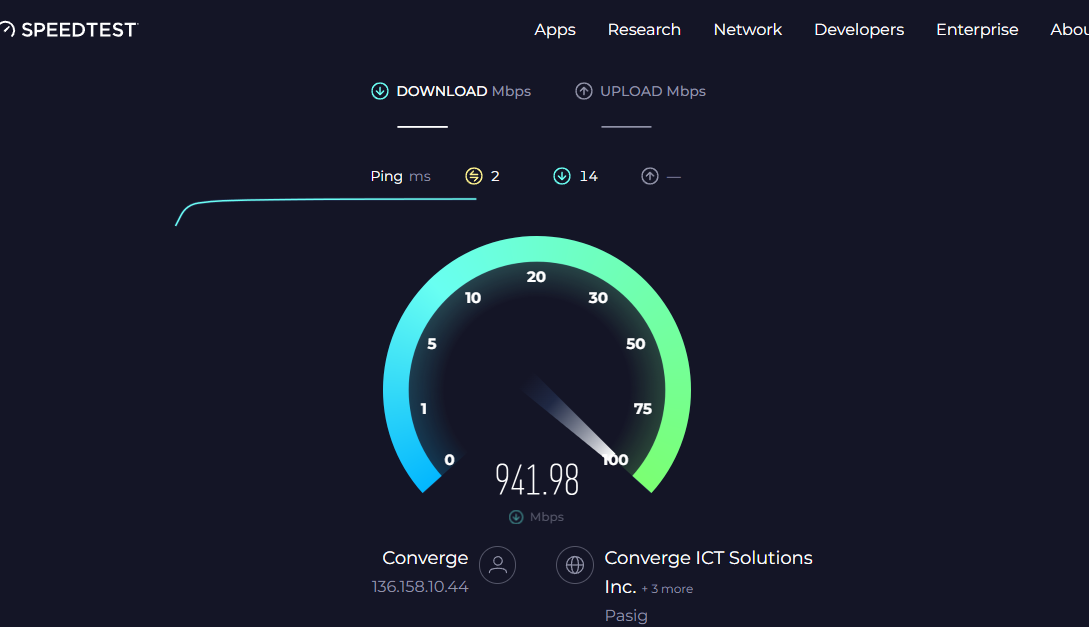 SPEEDTEST
Apps Research Network Developers Enterprise Abou
DOWNLOAD Mbps UPLOAD Mbps
Ping ms 2 14 —
20
10 30
5 50
1 75
0 100
941.98
Mbps
Converge
136.158.10.44
Converge ICT Solutions
Inc. + 3 more
Pasig